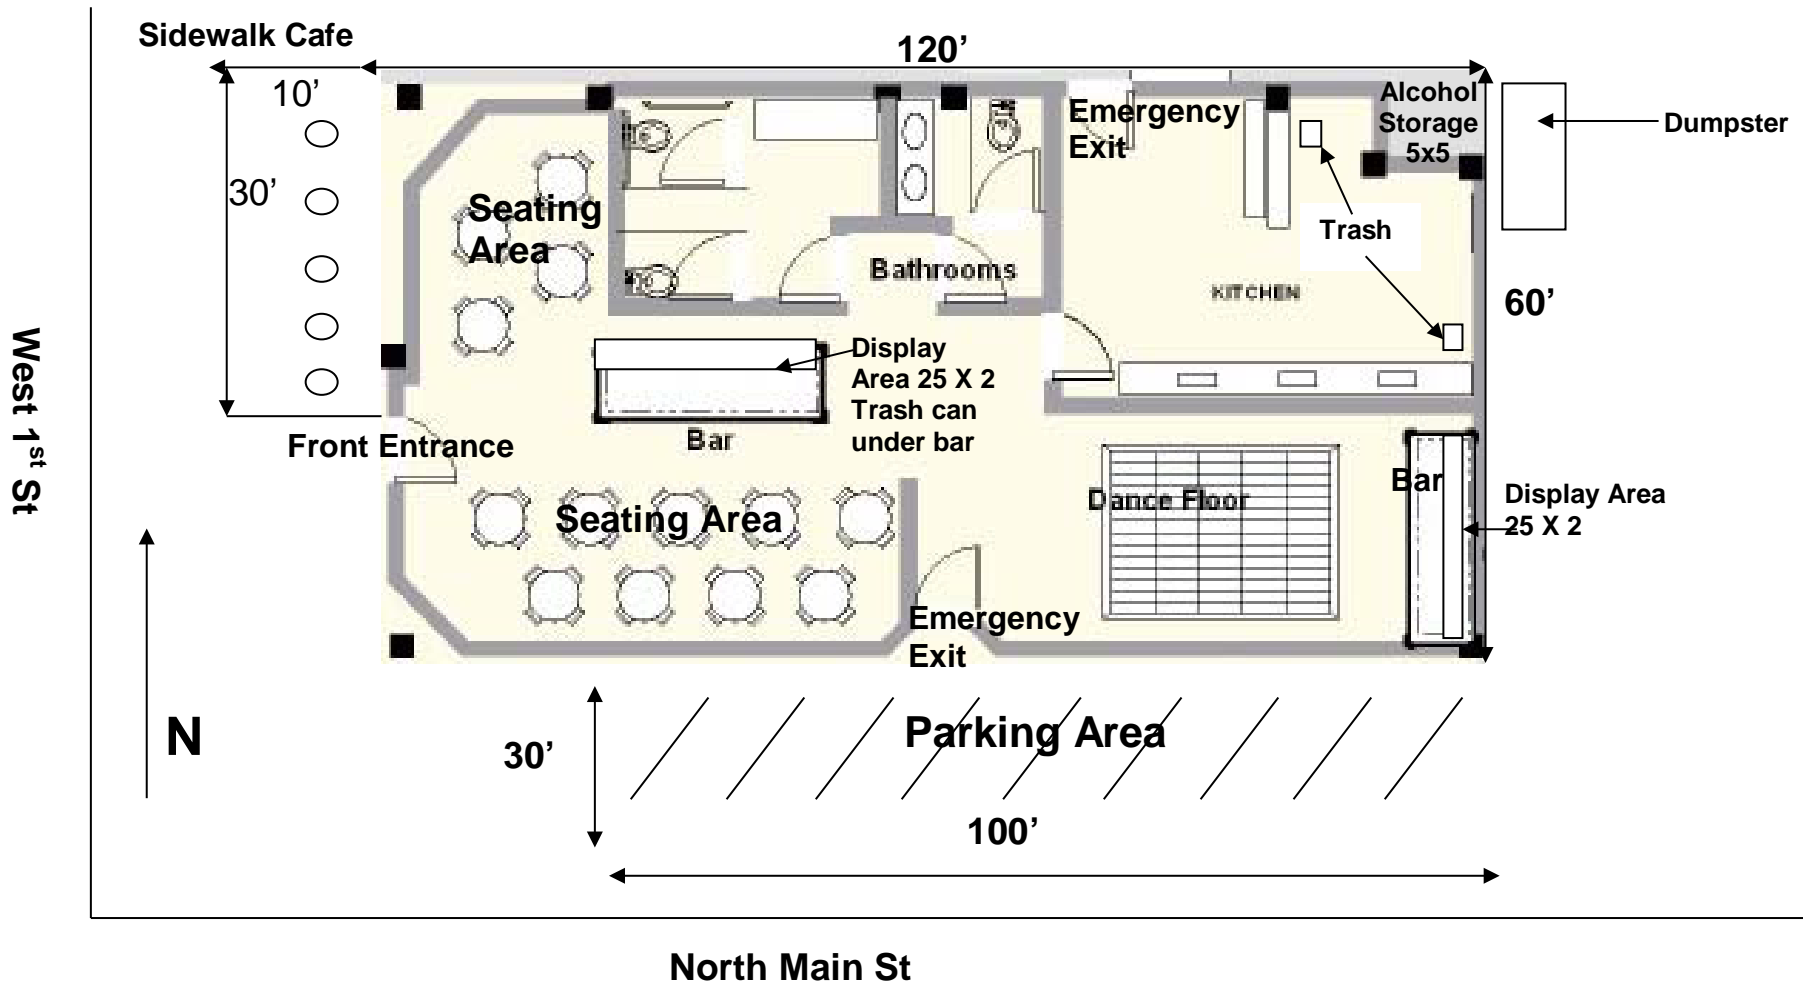 Sidewalk Cafe
120’
10’
30’
Seating
Area
Bathrooms
Emergency
Exit
Alcohol
Storage
5x5
Dumpster
Trash
KITCHEN
60’
Display
Area 25 X 2
Trash can
under bar
Bar
Front Entrance
West 1st St
Seating Area
Dance Floor
Bar
Display Area
25 X 2
Emergency
Exit
N
30’
Parking Area
100’
North Main St